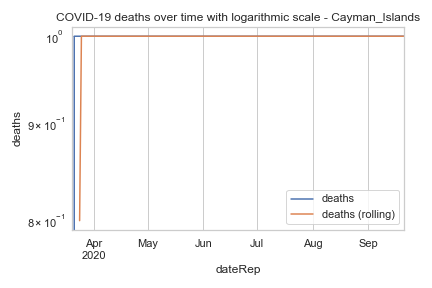 COVID-19 deaths over time with logarithmic scale - Cayman_Islands
10⁰
9 × 10⁻¹
8 × 10⁻¹
deaths
deaths
deaths (rolling)
Apr May Jun Jul Aug Sep
2020
dateRep